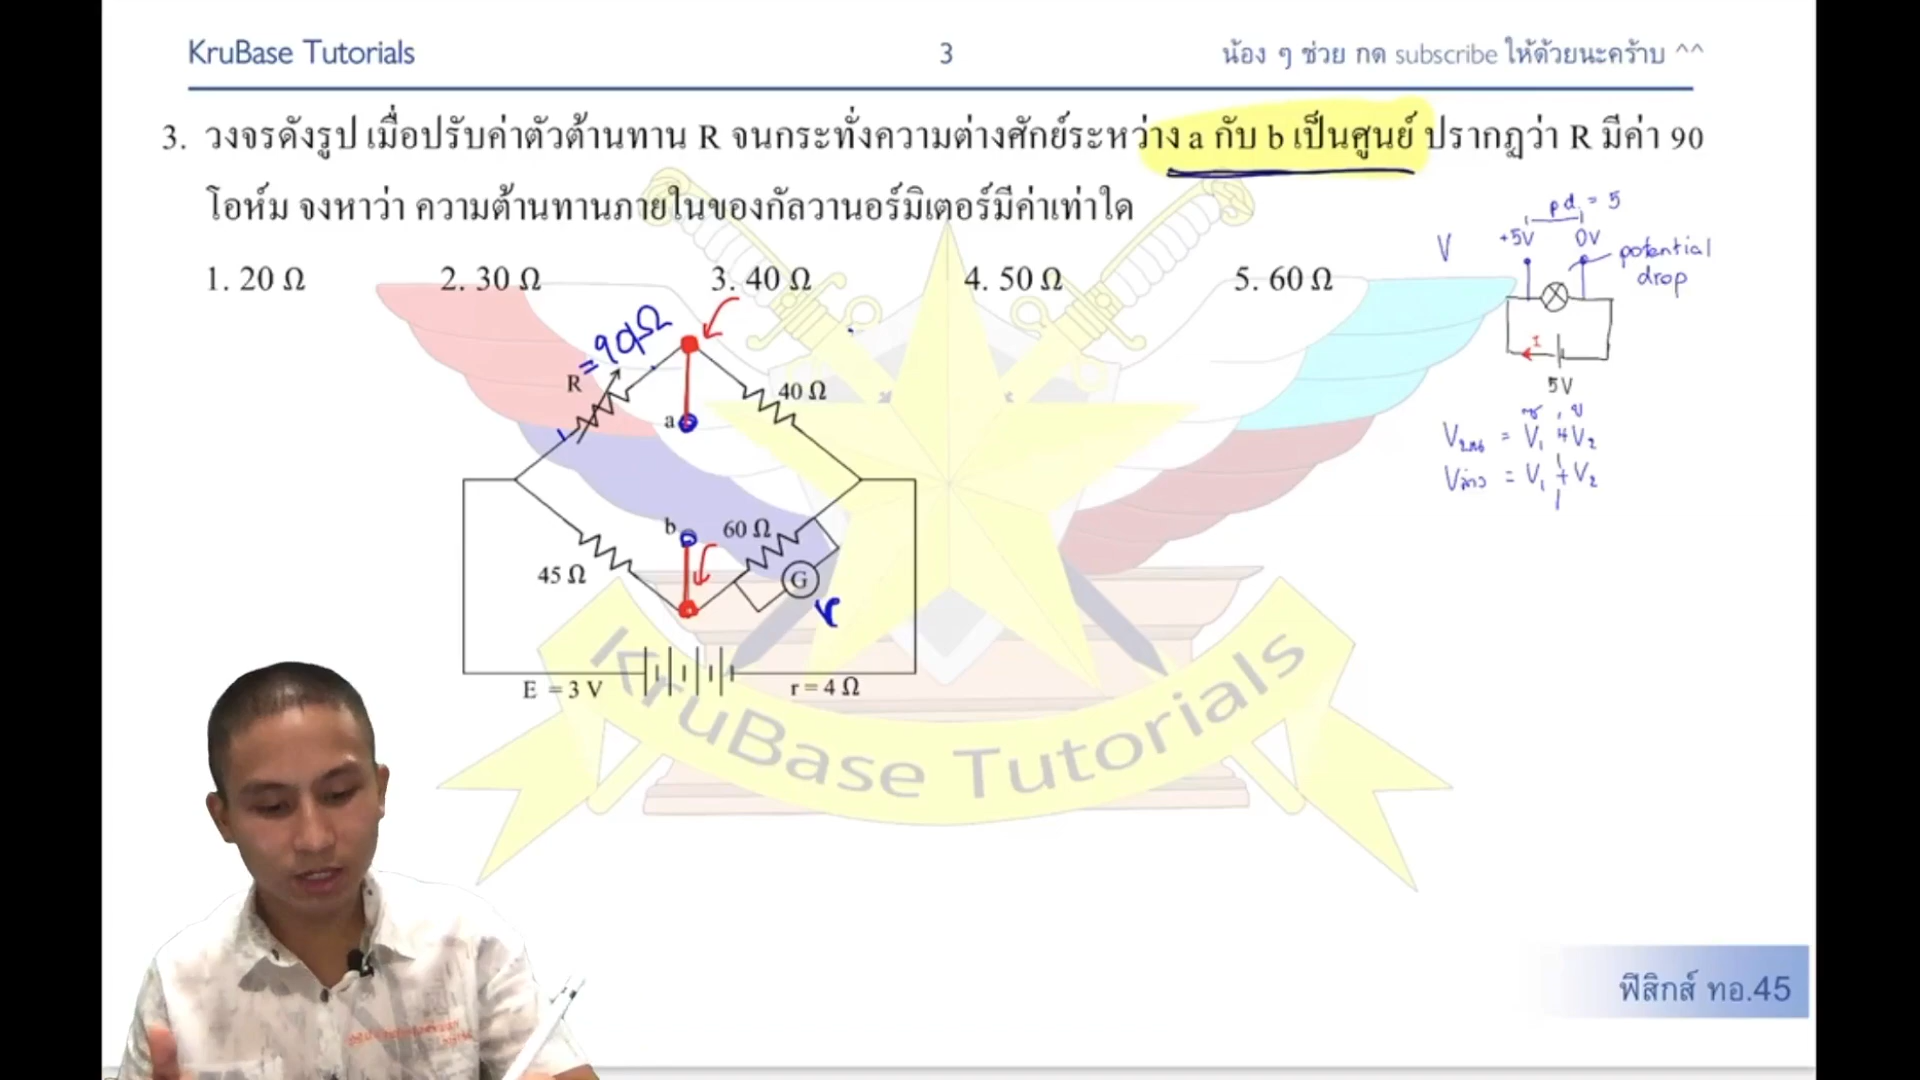 KruBase Tutorials
3
น้อง ๆ ช่วย กด subscribe ให้ด้วยนะคร้าบ ^^
3. วงจรดังรูป เมื่อปรับค่าตัวต้านทาน R จนกระทั่งความต่างศักย์ระหว่าง a กับ b เป็นศูนย์ ปรากฏว่า R มีค่า 90
โอห์ม จงหาว่า ความต้านทานภายในของกัลวานอร์มิเตอร์มีค่าเท่าใด
1. 20 Ω
2. 30 Ω
3. 40 Ω
4. 50 Ω
5. 60 Ω
p.d. = 5
+5V
0V
V
potential
drop
I
5V
V₁ V₂
= V₁ + V₂
= 90Ω
R
40 Ω
a
b
60 Ω
45 Ω
G
r
E = 3 V
r = 4 Ω
KruBase Tutorials
ฟิสิกส์ ทอ.45